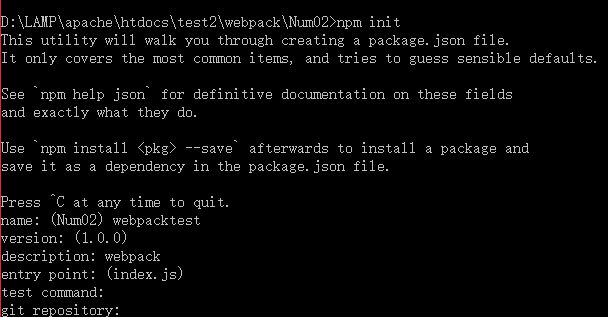 D:\LAMP\apache\htdocs\test2\webpack\Num02>npm init
This utility will walk you through creating a package.json file.
It only covers the most common items, and tries to guess sensible defaults.
See `npm help json` for definitive documentation on these fields
and exactly what they do.
Use `npm install <pkg> --save` afterwards to install a package and
save it as a dependency in the package.json file.
Press ^C at any time to quit.
name: (Num02) webpacktest
version: (1.0.0)
description: webpack
entry point: (index.js)
test command:
git repository: